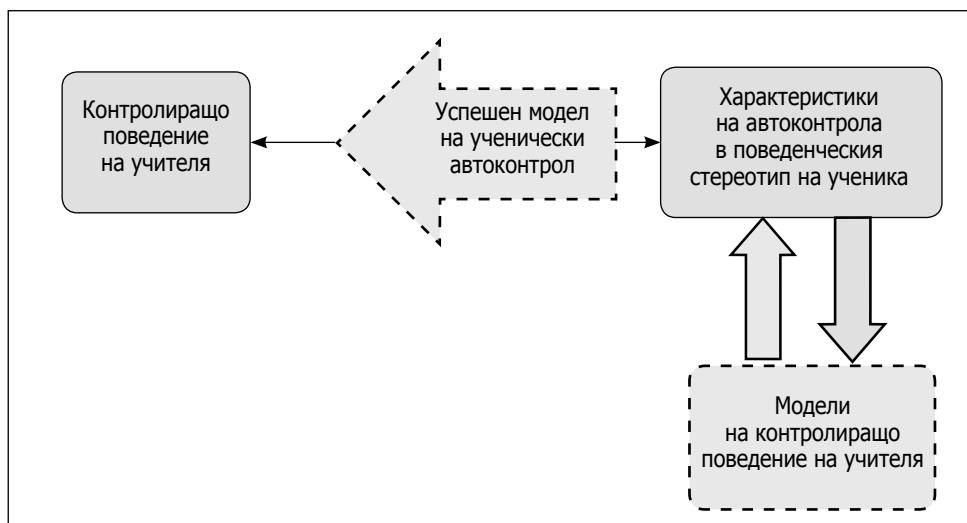 Контролиращо
поведение
на учителя
Успешен модел
на ученически
автоконтрол
Характеристики
на автоконтрола
в поведенческия
стереотип на ученика
Модели
на контролиращо
поведение на учителя